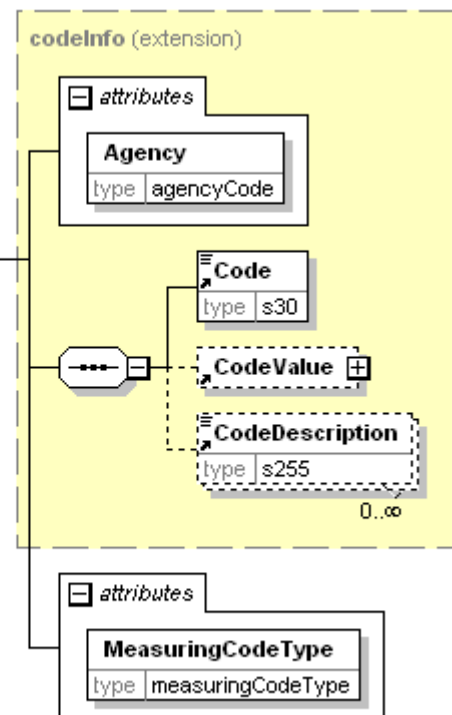 codeInfo (extension)
attributes
Agency
type agencyCode
Code
type s30
CodeValue
CodeDescription
type s255
0..∞
attributes
MeasuringCodeType
type measuringCodeType